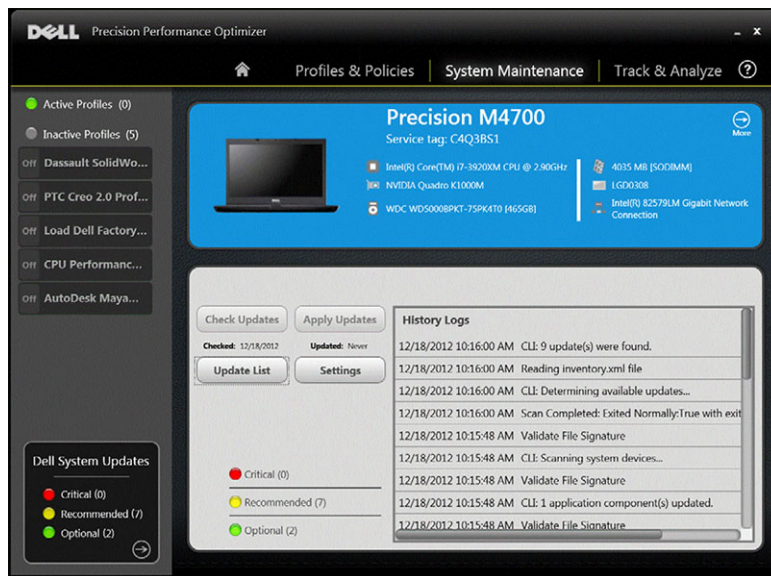 DELL Precision Performance Optimizer
Profiles & Policies System Maintenance Track & Analyze ?
Active Profiles (0)
Inactive Profiles (5)
Off Dassault SolidWo...
Off PTC Creo 2.0 Prof...
Off Load Dell Factory...
Off CPU Performanc...
Off AutoDesk Maya...
Dell System Updates
Critical (0)
Recommended (7)
Optional (2)
Precision M4700
Service tag: C4Q3BS1
More
Intel(R) Core(TM) i7-3920XM CPU @ 2.90GHz
NVIDIA Quadro K1000M
WDC WD5000BPKT-75PK4T0 [465GB]
4035 MB [SODIMM]
LGD0308
Intel(R) 82579LM Gigabit Network
Connection
Check Updates Apply Updates
Checked: 12/18/2012 Updated: Never
Update List Settings
Critical (0)
Recommended (7)
Optional (2)
History Logs
12/18/2012 10:16:00 AM CLI: 9 update(s) were found.
12/18/2012 10:16:00 AM Reading inventory.xml file
12/18/2012 10:16:00 AM CLI: Determining available updates...
12/18/2012 10:16:00 AM Scan Completed: Exited Normally:True with exit
12/18/2012 10:15:48 AM Validate File Signature
12/18/2012 10:15:48 AM CLI: Scanning system devices...
12/18/2012 10:15:48 AM Validate File Signature
12/18/2012 10:15:48 AM CLI: 1 application component(s) updated.
12/18/2012 10:15:48 AM Validate File Signature